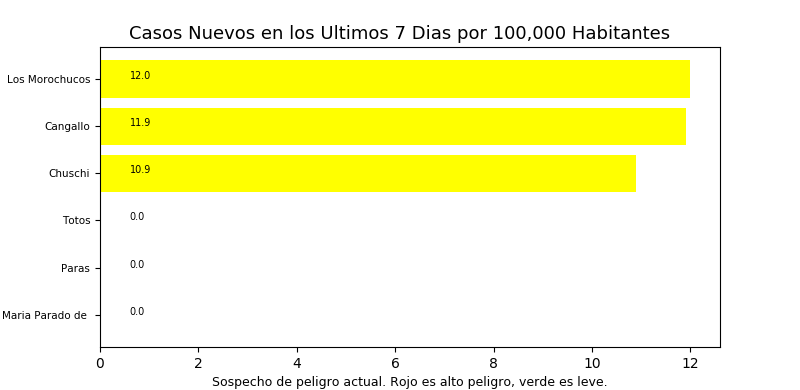 Casos Nuevos en los Ultimos 7 Dias por 100,000 Habitantes
Los Morochucos 12.0
Cangallo 11.9
Chuschi 10.9
Totos 0.0
Paras 0.0
Maria Parado de 0.0
0 2 4 6 8 10 12
Sospecho de peligro actual. Rojo es alto peligro, verde es leve.